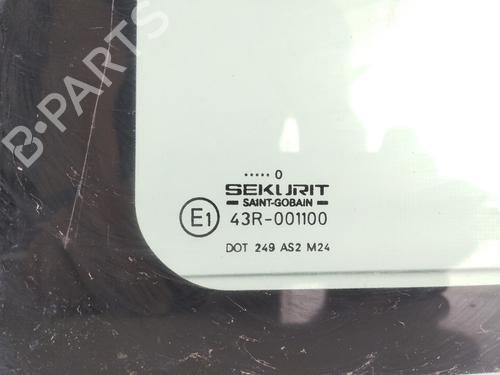 B-PARTS
..... 0
SEKURIT
SAINT-GOBAIN
E1 43R-001100
DOT 249 AS2 M24